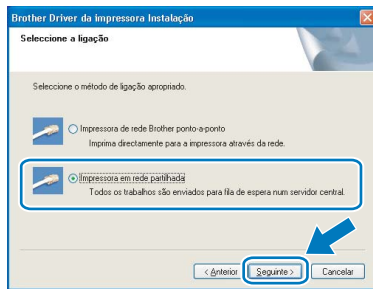 Brother Driver da impressora Instalação
Seleccione a ligação
Seleccione o método de ligação apropriado.
Impressora de rede Brother ponto-a-ponto
Imprima directamente para a impressora através da rede.
Impressora em rede partilhada
Todos os trabalhos são enviados para fila de espera num servidor central.
< Anterior
Seguinte >
Cancelar